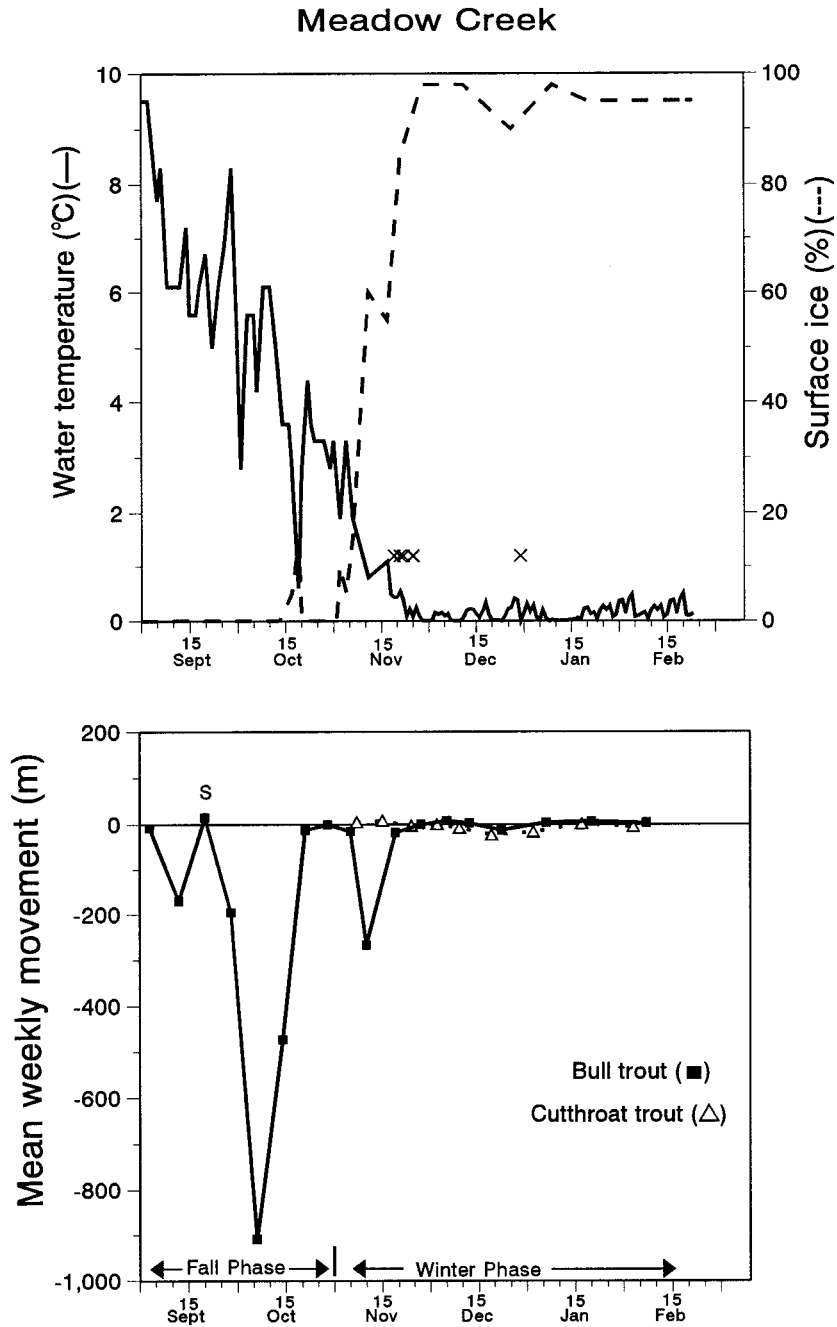 Meadow Creek
Water temperature (°C)(—)
10
8
6
4
2
0
Surface ice (%)(---)
100
80
60
40
20
0
15 15 15 15 15 15
Sept Oct Nov Dec Jan Feb
Mean weekly movement (m)
200
0
-200
-400
-600
-800
-1,000
S
Bull trout (■)
Cutthroat trout (△)
Fall Phase
Winter Phase
15 15 15 15 15 15
Sept Oct Nov Dec Jan Feb